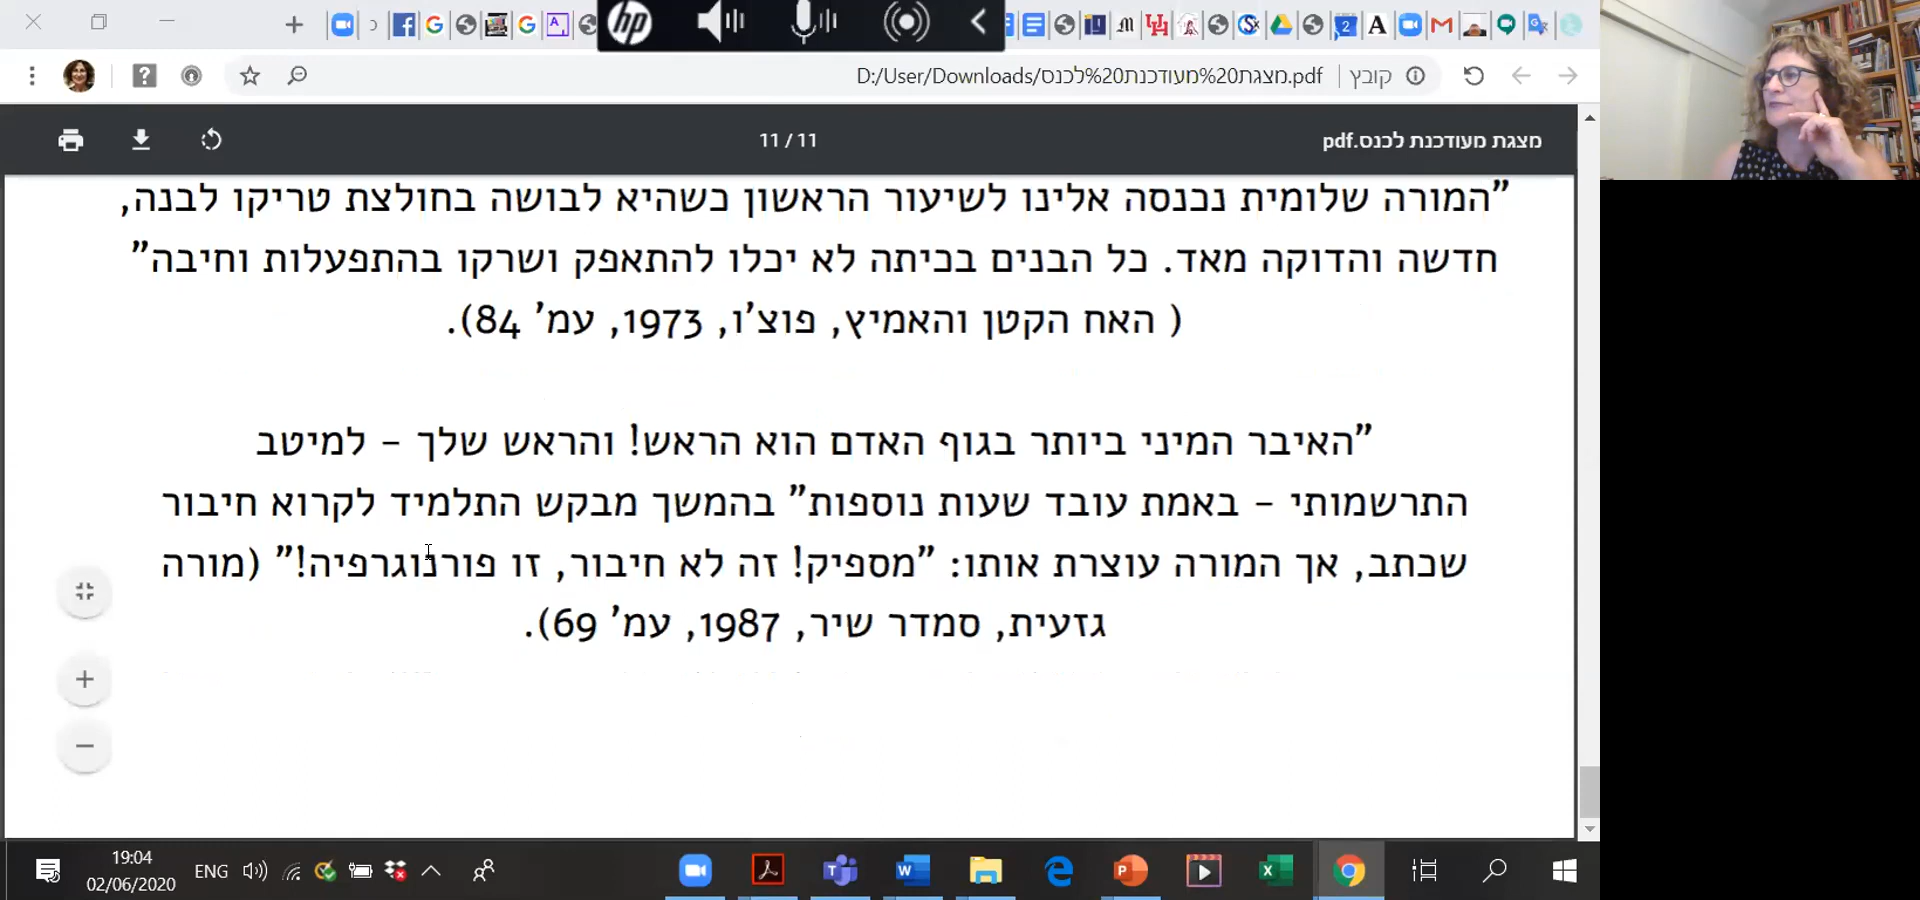 D:/User/Downloads/מצגת%20מעודכנת%20לכנס.pdf
קובץ
11 / 11
מצגת מעודכנת לכנס.pdf
"המורה שלומית נכנסה אלינו לשיעור הראשון כשהיא לבושה בחולצת טריקו לבנה,
חדשה והדוקה מאד. כל הבנים בכיתה לא יכלו להתאפק ושרקו בהתפעלות וחיבה"
( האח הקטן והאמיץ, פוצ'ו, 1973, עמ' 84).
"האיבר המיני ביותר בגוף האדם הוא הראש! והראש שלך – למיטב
התרשמותי – באמת עובד שעות נוספות" בהמשך מבקש התלמיד לקרוא חיבור
שכתב, אך המורה עוצרת אותו: "מספיק! זה לא חיבור, זו פורנוגרפיה!" (מורה
גזעית, סמדר שיר, 1987, עמ' 69).
19:04
ENG
02/06/2020